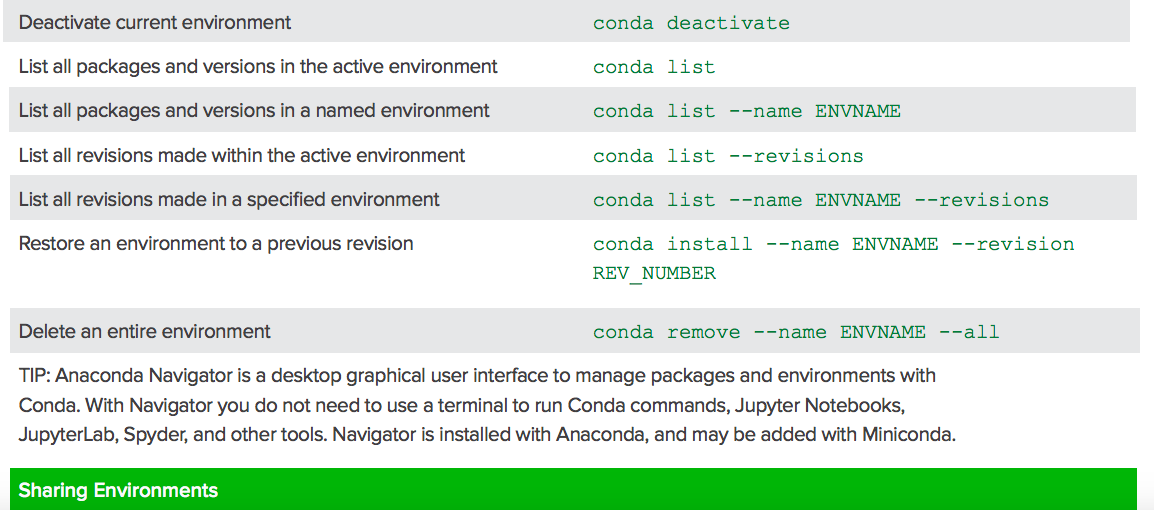 Deactivate current environment conda deactivate
List all packages and versions in the active environment conda list
List all packages and versions in a named environment conda list --name ENVNAME
List all revisions made within the active environment conda list --revisions
List all revisions made in a specified environment conda list --name ENVNAME --revisions
Restore an environment to a previous revision conda install --name ENVNAME --revision
REV_NUMBER
Delete an entire environment conda remove --name ENVNAME --all
TIP: Anaconda Navigator is a desktop graphical user interface to manage packages and environments with
Conda. With Navigator you do not need to use a terminal to run Conda commands, Jupyter Notebooks,
JupyterLab, Spyder, and other tools. Navigator is installed with Anaconda, and may be added with Miniconda.
Sharing Environments